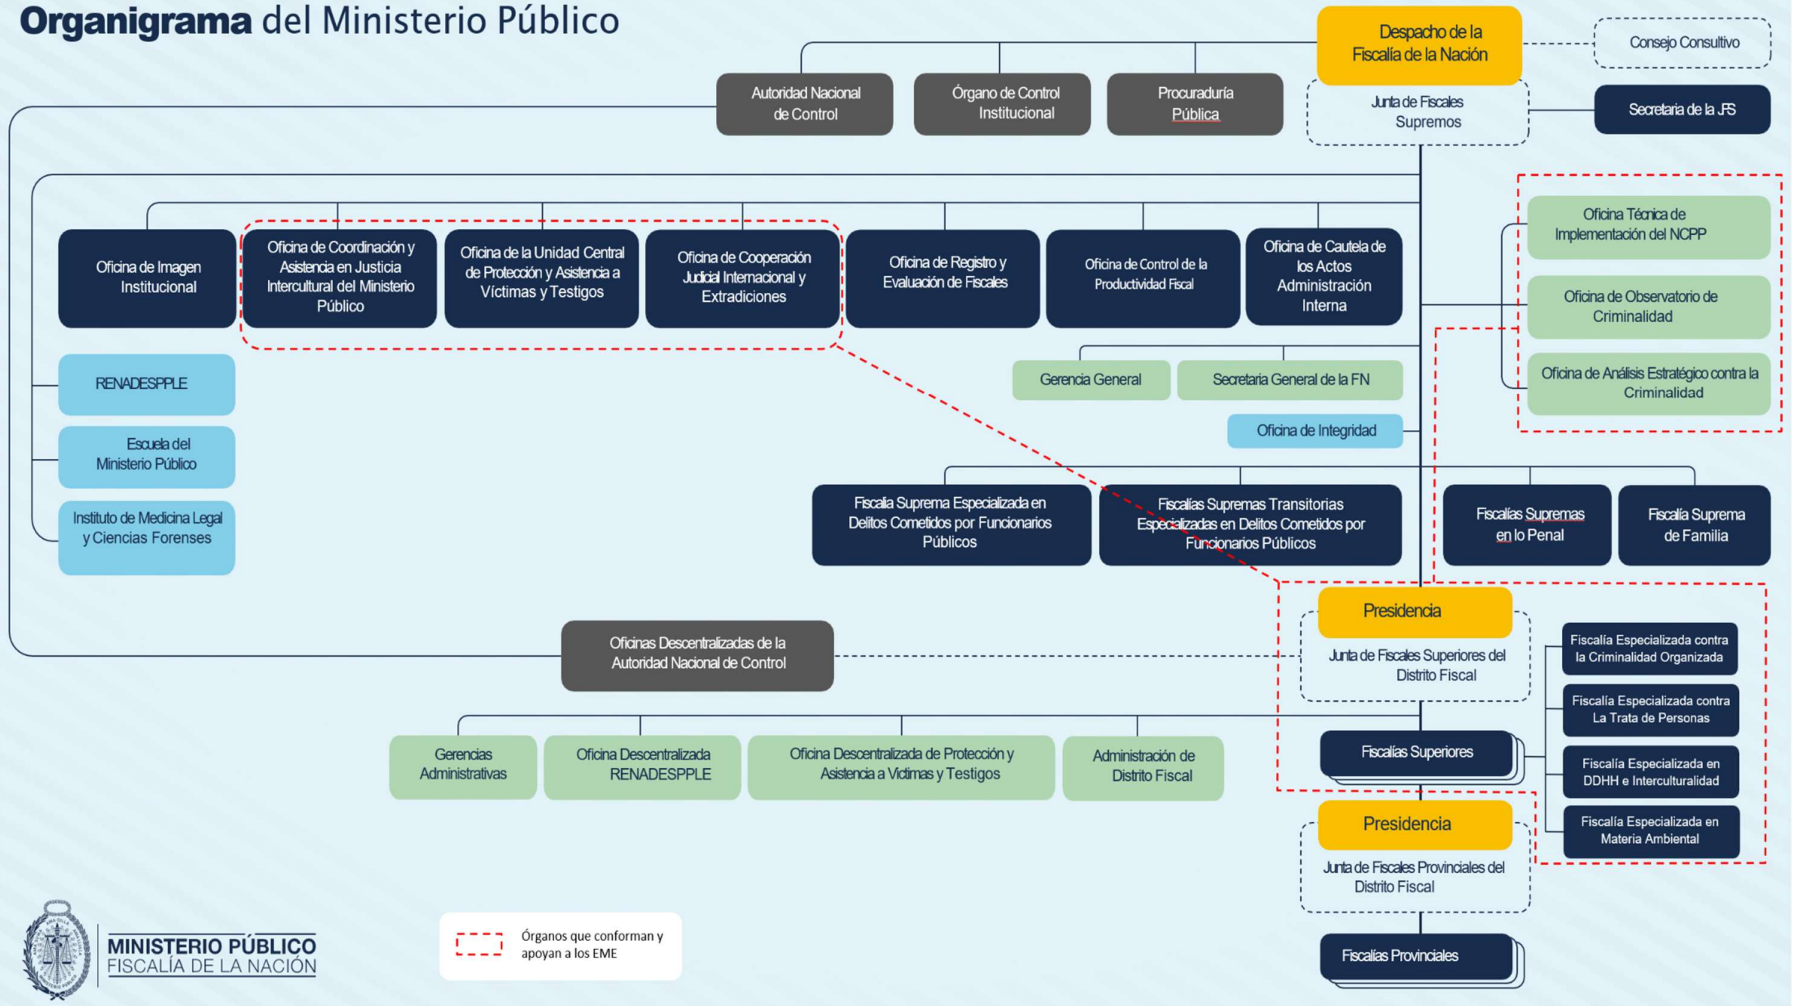 Organigrama del Ministerio Público
Despacho de la
Fiscalía de la Nación
Consejo Consultivo
Autoridad Nacional
de Control
Órgano de Control
Institucional
Procuraduría
Pública
Junta de Fiscales
Supremos
Secretaria de la JFS
Oficina de Imagen
Institucional
Oficina de Coordinación y
Asistencia en Justicia
Intercultural del Ministerio
Público
Oficina de la Unidad Central
de Protección y Asistencia a
Víctimas y Testigos
Oficina de Cooperación
Judicial Internacional y
Extradiciones
Oficina de Registro y
Evaluación de Fiscales
Oficina de Control de la
Productividad Fiscal
Oficina de Cautela de
los Actos
Administración
Interna
Oficina Técnica de
Implementación del NCPP
Oficina de Observatorio de
Criminalidad
Oficina de Análisis Estratégico contra la
Criminalidad
RENADESPPLE
Escuela del
Ministerio Público
Instituto de Medicina Legal
y Ciencias Forenses
Gerencia General
Secretaria General de la FN
Oficina de Integridad
Fiscalia Suprema Especializada en
Delitos Cometidos por Funcionarios
Públicos
Fiscalías Supremas Transitorias
Especializadas en Delitos Cometidos por
Funcionarios Públicos
Fiscalías Supremas
en lo Penal
Fiscalía Suprema
de Familia
Oficinas Descentralizadas de la
Autoridad Nacional de Control
Presidencia
Junta de Fiscales Superiores del
Distrito Fiscal
Fiscalía Especializada contra
la Criminalidad Organizada
Fiscalía Especializada contra
La Trata de Personas
Fiscalía Especializada en
DDHH e Interculturalidad
Fiscalía Especializada en
Materia Ambiental
Gerencias
Administrativas
Oficina Descentralizada
RENADESPPLE
Oficina Descentralizada de Protección y
Asistencia a Victimas y Testigos
Administración de
Distrito Fiscal
Fiscalías Superiores
Presidencia
Junta de Fiscales Provinciales del
Distrito Fiscal
Fiscalías Provinciales
MINISTERIO PÚBLICO
FISCALÍA DE LA NACIÓN
Órganos que conforman y
apoyan a los EME